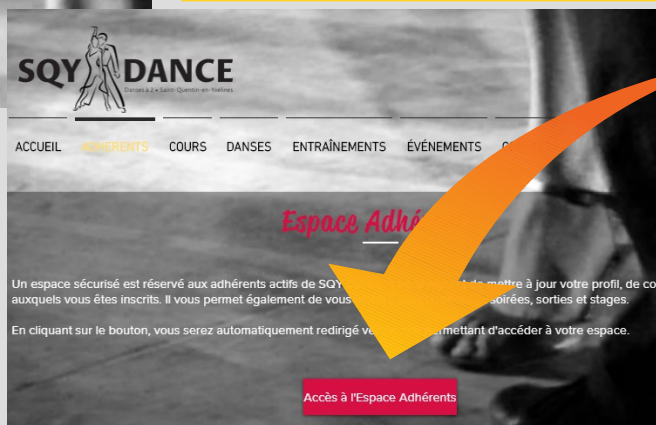 SQY DANCE
Danses à 2 • Saint-Quentin-en-Yvelines
ACCUEIL ADHÉRENTS COURS DANSES ENTRAÎNEMENTS ÉVÉNEMENTS
Espace Adhé
Un espace sécurisé est réservé aux adhérents actifs de SQY mettre à jour votre profil, de co
auxquels vous êtes inscrits. Il vous permet également de vous soirées, sorties et stages.
En cliquant sur le bouton, vous serez automatiquement redirigé ve permettant d'accéder à votre espace.
Accès à l'Espace Adhérents